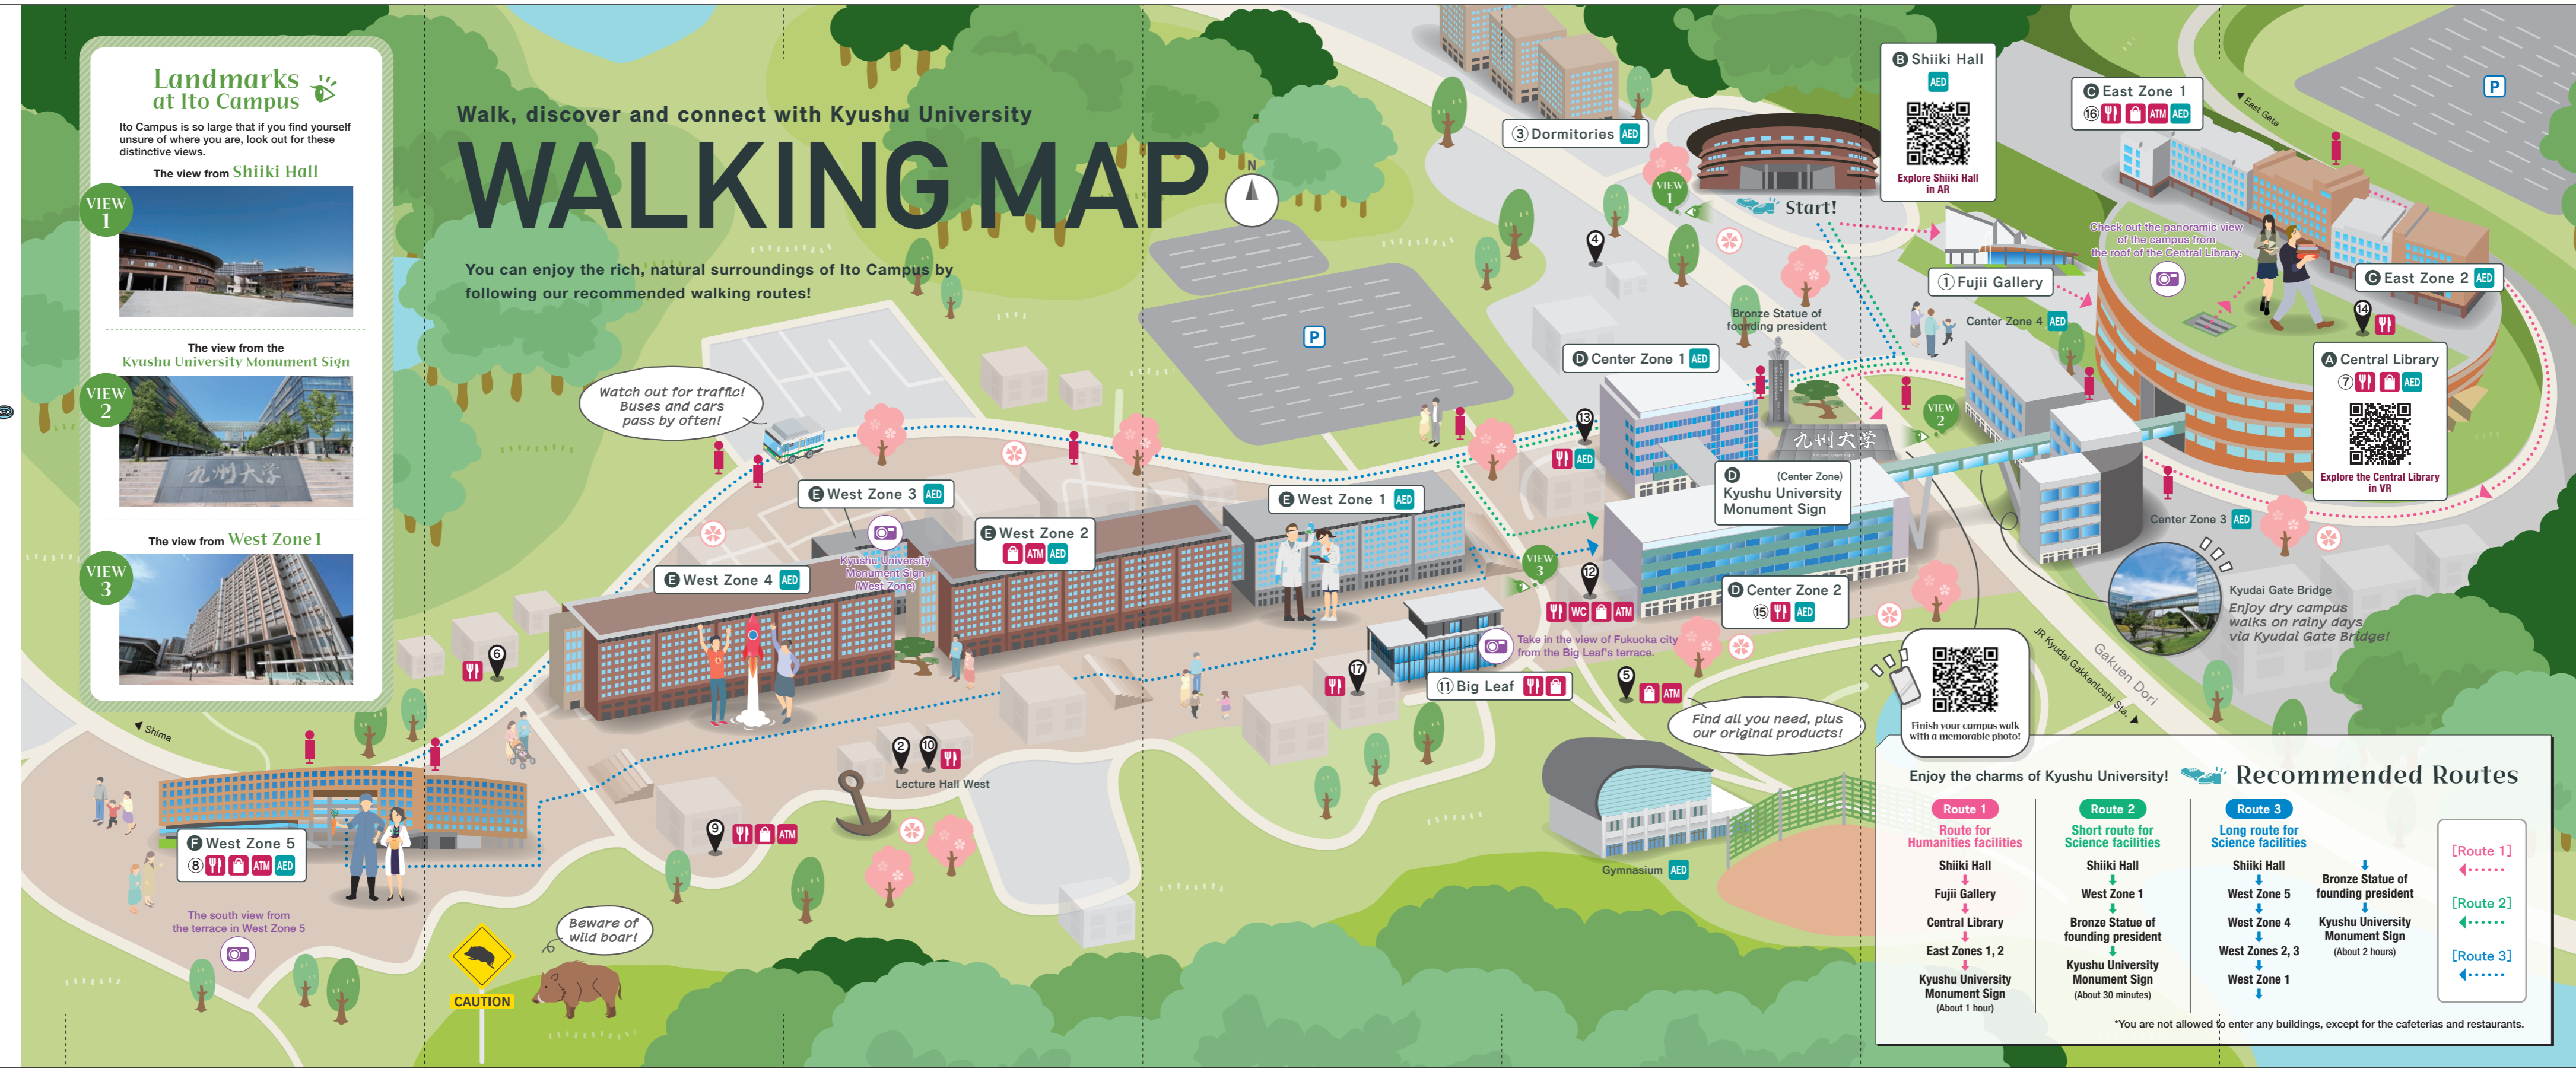 Landmarks
at Ito Campus
Ito Campus is so large that if you find yourself
unsure of where you are, look out for these
distinctive views.
The view from Shiiki Hall
VIEW
1
The view from the
Kyushu University Monument Sign
VIEW
2
九州大学
The view from West Zone 1
VIEW
3
Walk, discover and connect with Kyushu University
WALKING MAP
N
You can enjoy the rich, natural surroundings of Ito Campus by
following our recommended walking routes!
③ Dormitories AED
B Shiiki Hall
AED
Explore Shiiki Hall
in AR
C East Zone 1
⑯ ATM AED
◀ East Gate
P
VIEW
1
Start!
4
① Fujii Gallery
Check out the panoramic view
of the campus from
the roof of the Central Library.
C East Zone 2 AED
14
Bronze Statue of
founding president
Center Zone 4 AED
P
D Center Zone 1 AED
A Central Library
⑦ AED
Explore the Central Library
in VR
Watch out for traffic!
Buses and cars
pass by often!
13
AED
VIEW
2
九州大学
D (Center Zone)
Kyushu University
Monument Sign
E West Zone 3 AED
E West Zone 1 AED
E West Zone 2
ATM AED
Kyushu University
Monument Sign
(West Zone)
E West Zone 4 AED
Center Zone 3 AED
VIEW
3
12
WC ATM
D Center Zone 2
⑮ AED
Kyudai Gate Bridge
Enjoy dry campus
walks on rainy days
via Kyudai Gate Bridge!
Take in the view of Fukuoka city
from the Big Leaf's terrace.
JR Kyudai Gakkentoshi Sta. ▶
Gakuen Dori
6
17
⑪ Big Leaf
5
ATM
Find all you need, plus
our original products!
Finish your campus walk
with a memorable photo!
◀ Shima
2
10
Lecture Hall West
9
ATM
F West Zone 5
⑧ ATM AED
The south view from
the terrace in West Zone 5
Gymnasium AED
Beware of
wild boar!
CAUTION
Enjoy the charms of Kyushu University!
Recommended Routes
Route 1
Route for
Humanities facilities
Shiiki Hall
Fujii Gallery
Central Library
East Zones 1, 2
Kyushu University
Monument Sign
(About 1 hour)
Route 2
Short route for
Science facilities
Shiiki Hall
West Zone 1
Bronze Statue of
founding president
Kyushu University
Monument Sign
(About 30 minutes)
Route 3
Long route for
Science facilities
Shiiki Hall
West Zone 5
West Zone 4
West Zones 2, 3
West Zone 1
Bronze Statue of
founding president
Kyushu University
Monument Sign
(About 2 hours)
[Route 1]
[Route 2]
[Route 3]
*You are not allowed to enter any buildings, except for the cafeterias and restaurants.